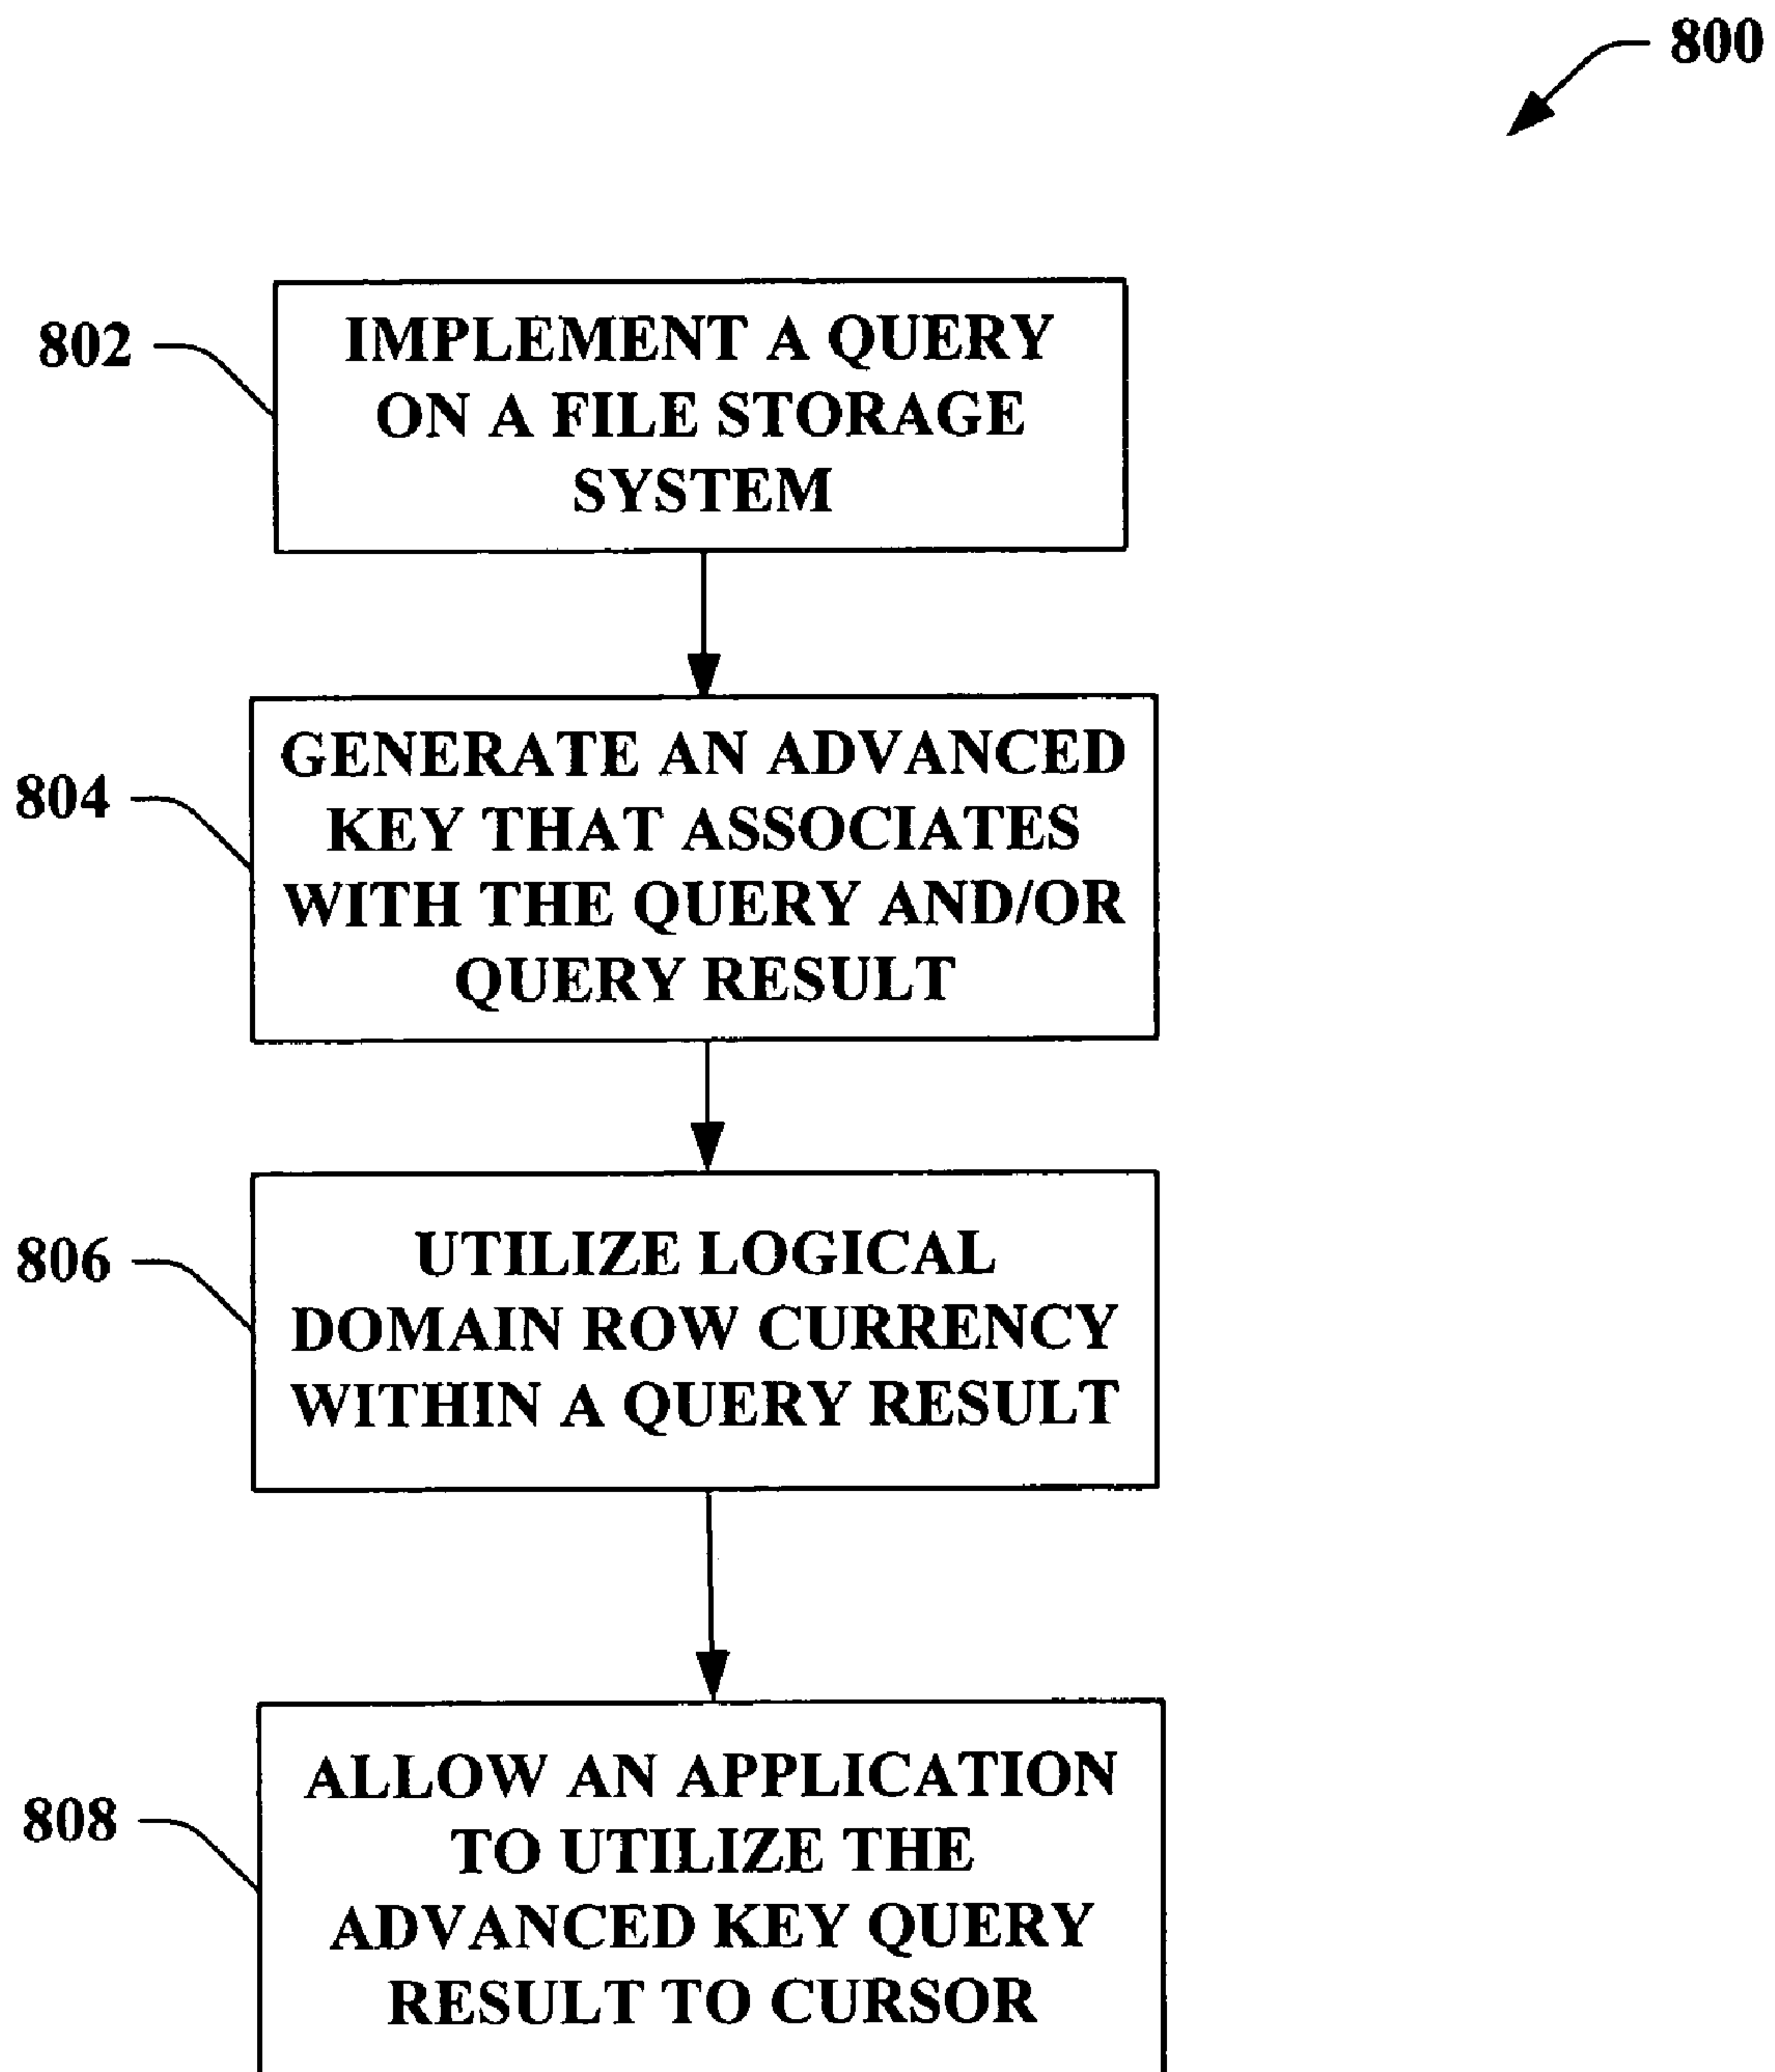 800
802
IMPLEMENT A QUERY
ON A FILE STORAGE
SYSTEM
804
GENERATE AN ADVANCED
KEY THAT ASSOCIATES
WITH THE QUERY AND/OR
QUERY RESULT
806
UTILIZE LOGICAL
DOMAIN ROW CURRENCY
WITHIN A QUERY RESULT
808
ALLOW AN APPLICATION
TO UTILIZE THE
ADVANCED KEY QUERY
RESULT TO CURSOR